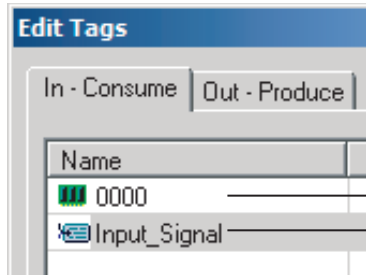 Edit Tags
In - Consume Out - Produce
Name
0000
Input_Signal